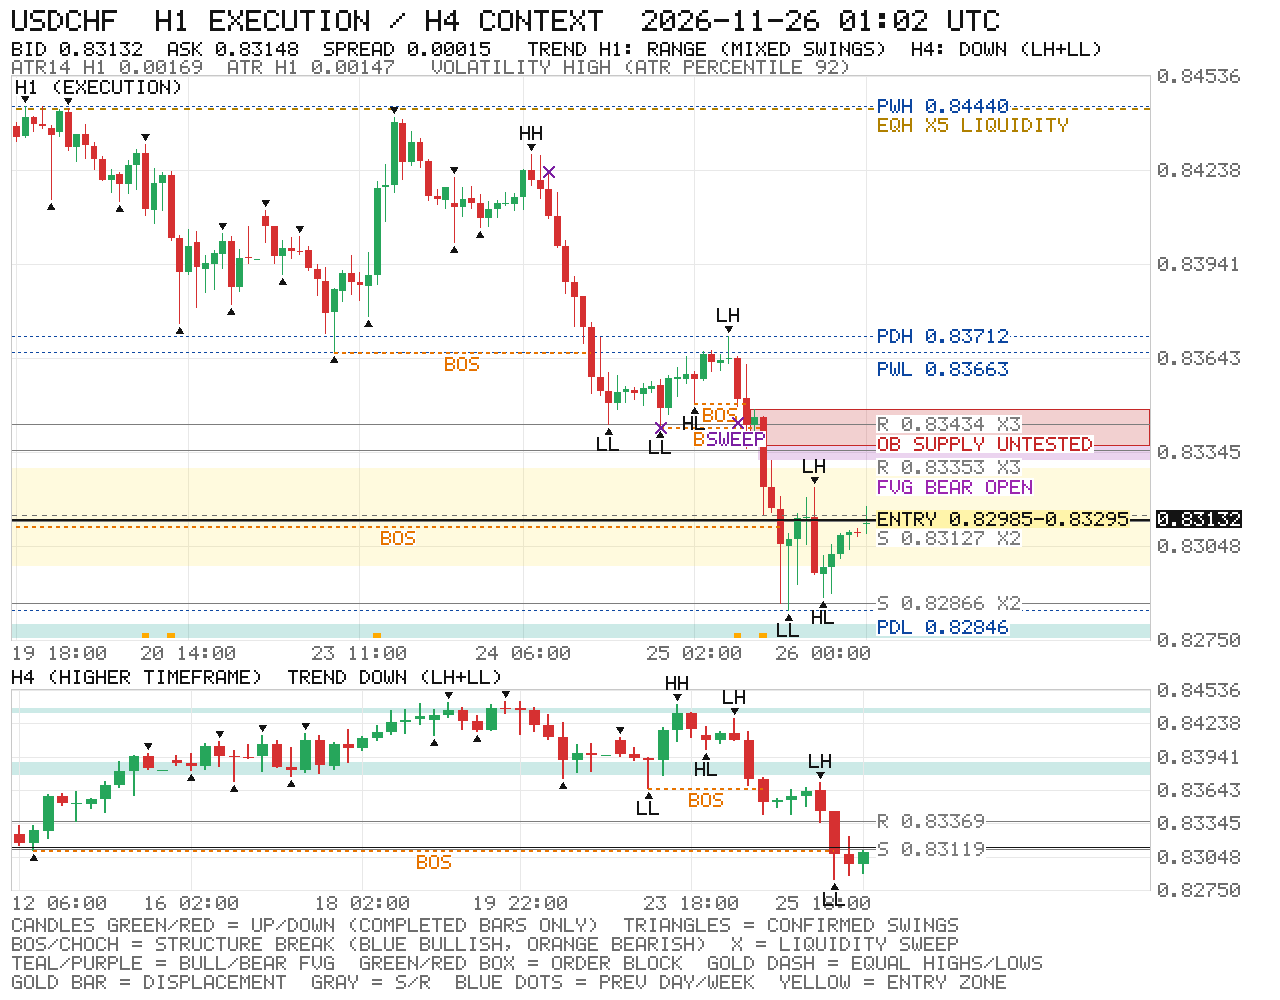 USDCHF  H1 EXECUTION / H4 CONTEXT  2026-11-26 01:02 UTC
BID 0.83132  ASK 0.83148  SPREAD 0.00015   TREND H1: RANGE (MIXED SWINGS)  H4: DOWN (LH+LL)
ATR14 H1 0.00169  ATR H1 0.00147   VOLATILITY HIGH (ATR PERCENTILE 92)
H1 (EXECUTION)
0.84536
PWH 0.84440
EQH X5 LIQUIDITY
HH
0.84238
0.83941
LH
PDH 0.83712
BOS
0.83643
PWL 0.83663
BOS
HL
R 0.83434 X3
LL
LL
SWEEP
OB SUPPLY UNTESTED
0.83345
LH
R 0.83353 X3
FVG BEAR OPEN
ENTRY 0.82985-0.83295
0.83132
BOS
S 0.83127 X2
0.83048
S 0.82866 X2
HL
LL
PDL 0.82846
0.82750
19 18:00  20 14:00  23 11:00  24 06:00  25 02:00  26 00:00
H4 (HIGHER TIMEFRAME)  TREND DOWN (LH+LL)
HH
0.84536
LH
0.84238
HL
LH
0.83941
LL
BOS
0.83643
R 0.83369
0.83345
S 0.83119
BOS
0.83048
0.82750
LL
12 06:00  16 02:00  18 02:00  19 22:00  23 18:00
CANDLES GREEN/RED = UP/DOWN (COMPLETED BARS ONLY)  TRIANGLES = CONFIRMED SWINGS
BOS/CHOCH = STRUCTURE BREAK (BLUE BULLISH, ORANGE BEARISH)  X = LIQUIDITY SWEEP
TEAL/PURPLE = BULL/BEAR FVG  GREEN/RED BOX = ORDER BLOCK  GOLD DASH = EQUAL HIGHS/LOWS
GOLD BAR = DISPLACEMENT  GRAY = S/R  BLUE DOTS = PREV DAY/WEEK  YELLOW = ENTRY ZONE